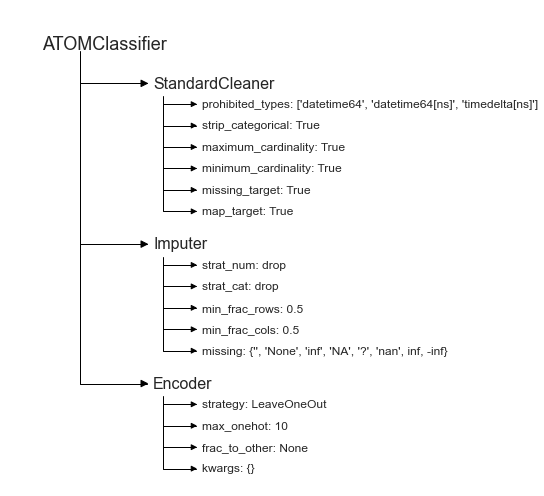 ATOMClassifier
StandardCleaner
prohibited_types: ['datetime64', 'datetime64[ns]', 'timedelta[ns]']
strip_categorical: True
maximum_cardinality: True
minimum_cardinality: True
missing_target: True
map_target: True
Imputer
strat_num: drop
strat_cat: drop
min_frac_rows: 0.5
min_frac_cols: 0.5
missing: {'', 'None', 'inf', 'NA', '?', 'nan', inf, -inf}
Encoder
strategy: LeaveOneOut
max_onehot: 10
frac_to_other: None
kwargs: {}